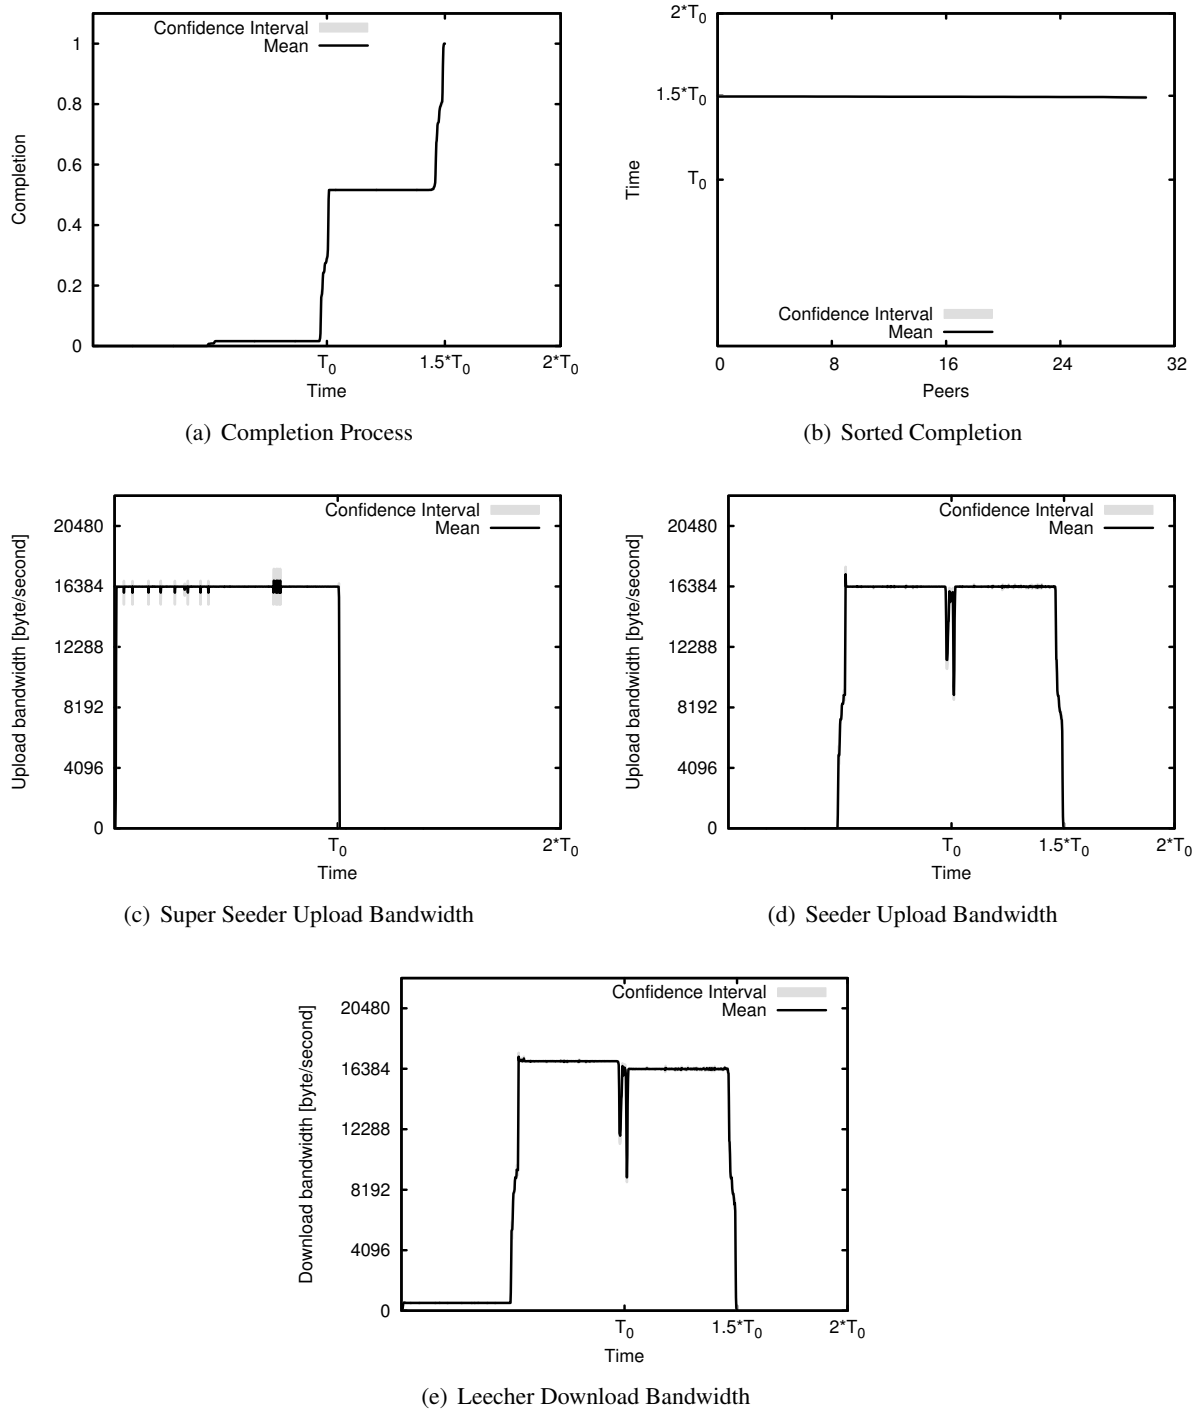 Confidence Interval
Mean
1
0.8
0.6
0.4
0.2
0
Completion
T0 1.5*T0 2*T0
Time
(a) Completion Process
2*T0
1.5*T0
T0
Time
Confidence Interval
Mean
0 8 16 24 32
Peers
(b) Sorted Completion
Confidence Interval
Mean
20480
16384
12288
8192
4096
0
Upload bandwidth [byte/second]
T0 2*T0
Time
(c) Super Seeder Upload Bandwidth
Confidence Interval
Mean
20480
16384
12288
8192
4096
0
Upload bandwidth [byte/second]
T0 1.5*T0 2*T0
Time
(d) Seeder Upload Bandwidth
Confidence Interval
Mean
20480
16384
12288
8192
4096
0
Download bandwidth [byte/second]
T0 1.5*T0 2*T0
Time
(e) Leecher Download Bandwidth